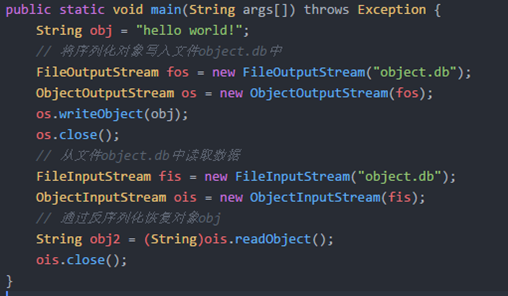 public static void main(String args[]) throws Exception {
    String obj = "hello world!";
    // 将序列化对象写入文件object.db中
    FileOutputStream fos = new FileOutputStream("object.db");
    ObjectOutputStream os = new ObjectOutputStream(fos);
    os.writeObject(obj);
    os.close();
    // 从文件object.db中读取数据
    FileInputStream fis = new FileInputStream("object.db");
    ObjectInputStream ois = new ObjectInputStream(fis);
    // 通过反序列化恢复对象obj
    String obj2 = (String)ois.readObject();
    ois.close();
}